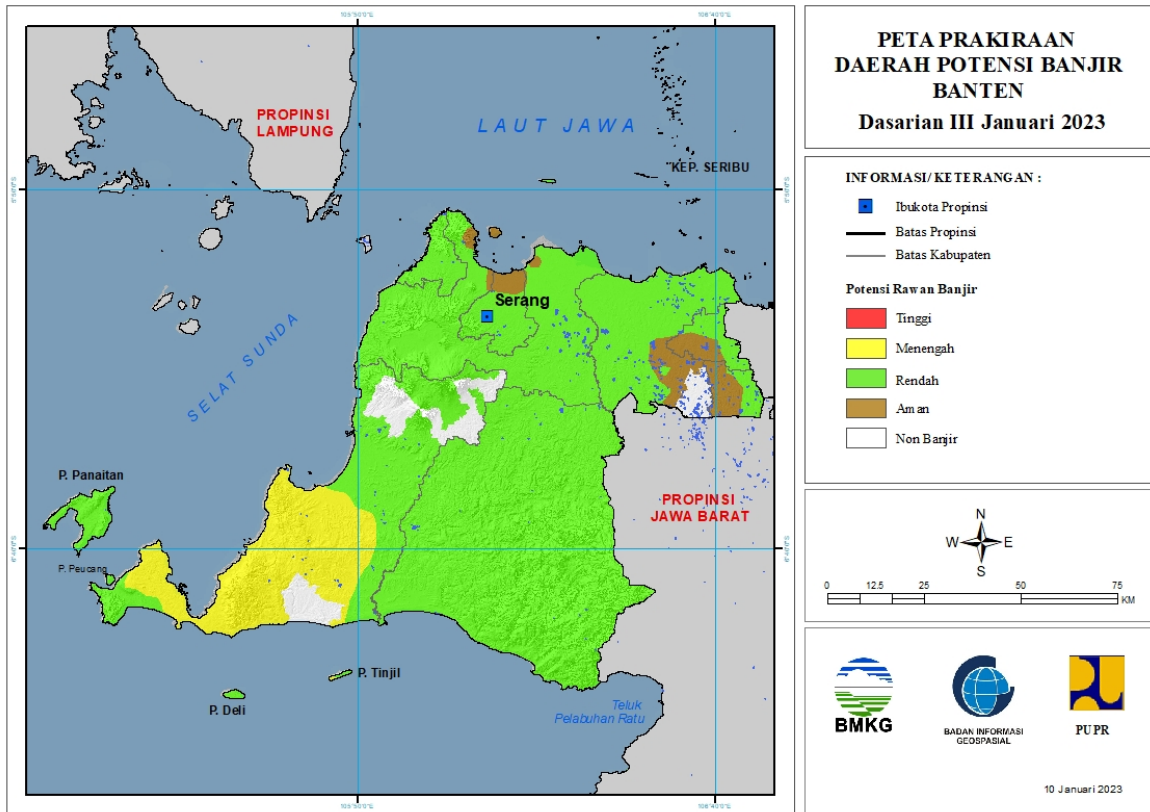 PETA PRAKIRAAN
DAERAH POTENSI BANJIR
BANTEN
Dasarian III Januari 2023
INFORMASI/ KETERANGAN :
Ibukota Propinsi
Batas Propinsi
Batas Kabupaten
Potensi Rawan Banjir
Tinggi
Menengah
Rendah
Aman
Non Banjir
N
W E
S
0 12.5 25 50 75
KM
BMKG
BADAN INFORMASI
GEOSPASIAL
PUPR
10 Januari 2023
PROPINSI
LAMPUNG
LAUT JAWA
KEP. SERIBU
Serang
SELAT SUNDA
P. Panaitan
PROPINSI
JAWA BARAT
P. Peucang
P. Tinjil
P. Deli
Teluk
Pelabuhan Ratu